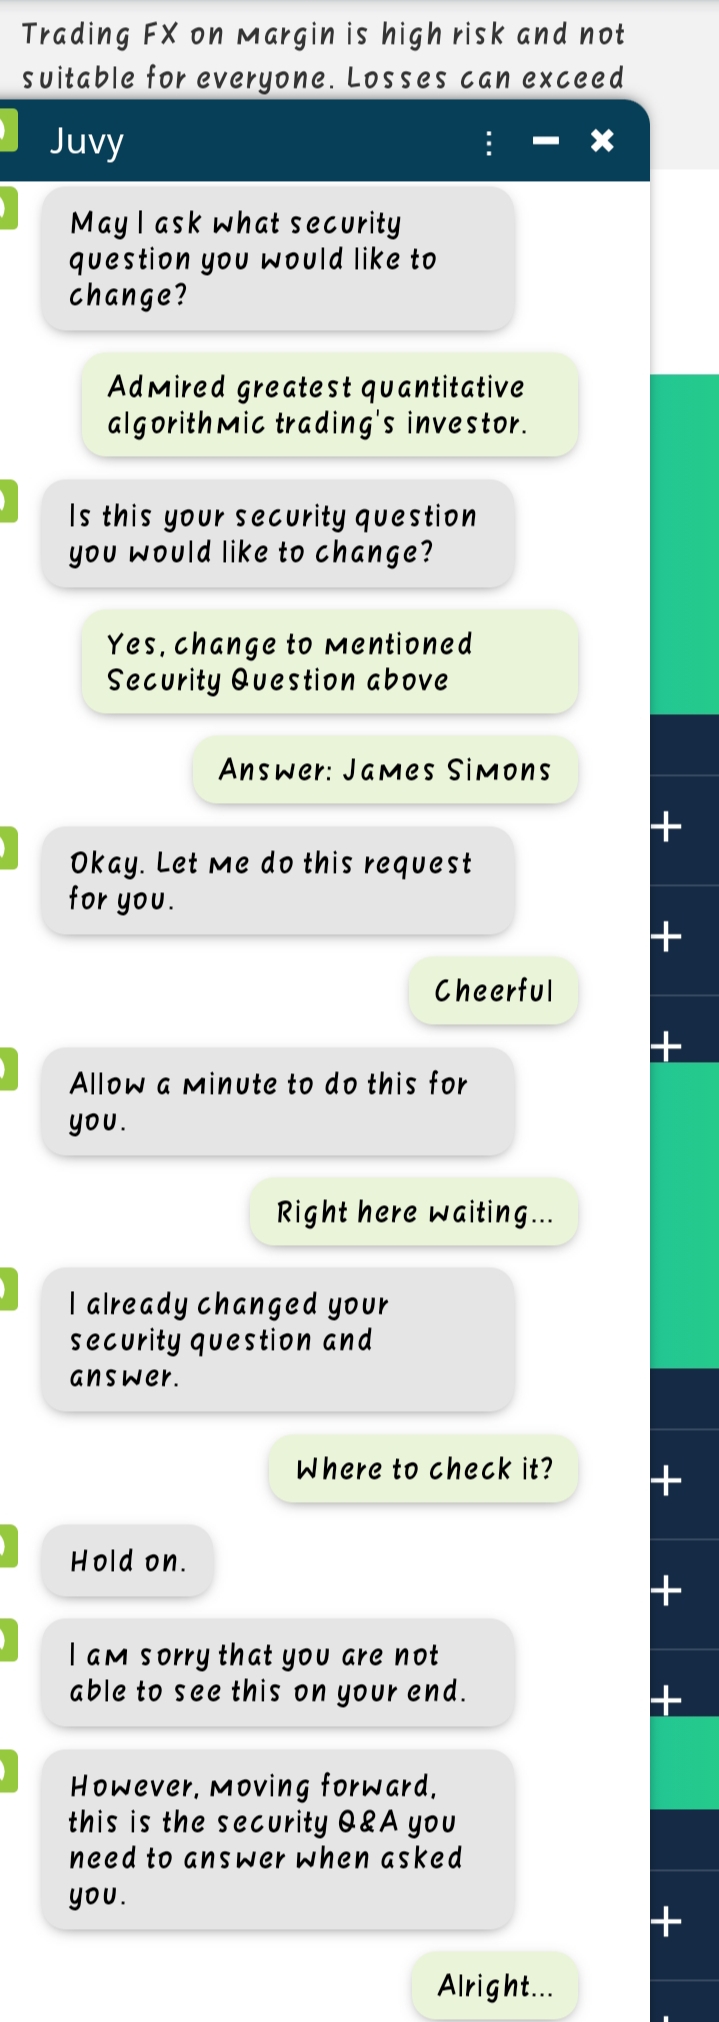 Trading FX on margin is high risk and not
suitable for everyone. Losses can exceed
Juvy
May I ask what security
question you would like to
change?
Admired greatest quantitative
algorithmic trading's investor.
Is this your security question
you would like to change?
Yes, change to mentioned
Security Question above
Answer: James Simons
Okay. Let me do this request
for you.
Cheerful
Allow a minute to do this for
you.
Right here waiting...
I already changed your
security question and
answer.
Where to check it?
Hold on.
I am sorry that you are not
able to see this on your end.
However, moving forward,
this is the security Q&A you
need to answer when asked
you.
Alright...